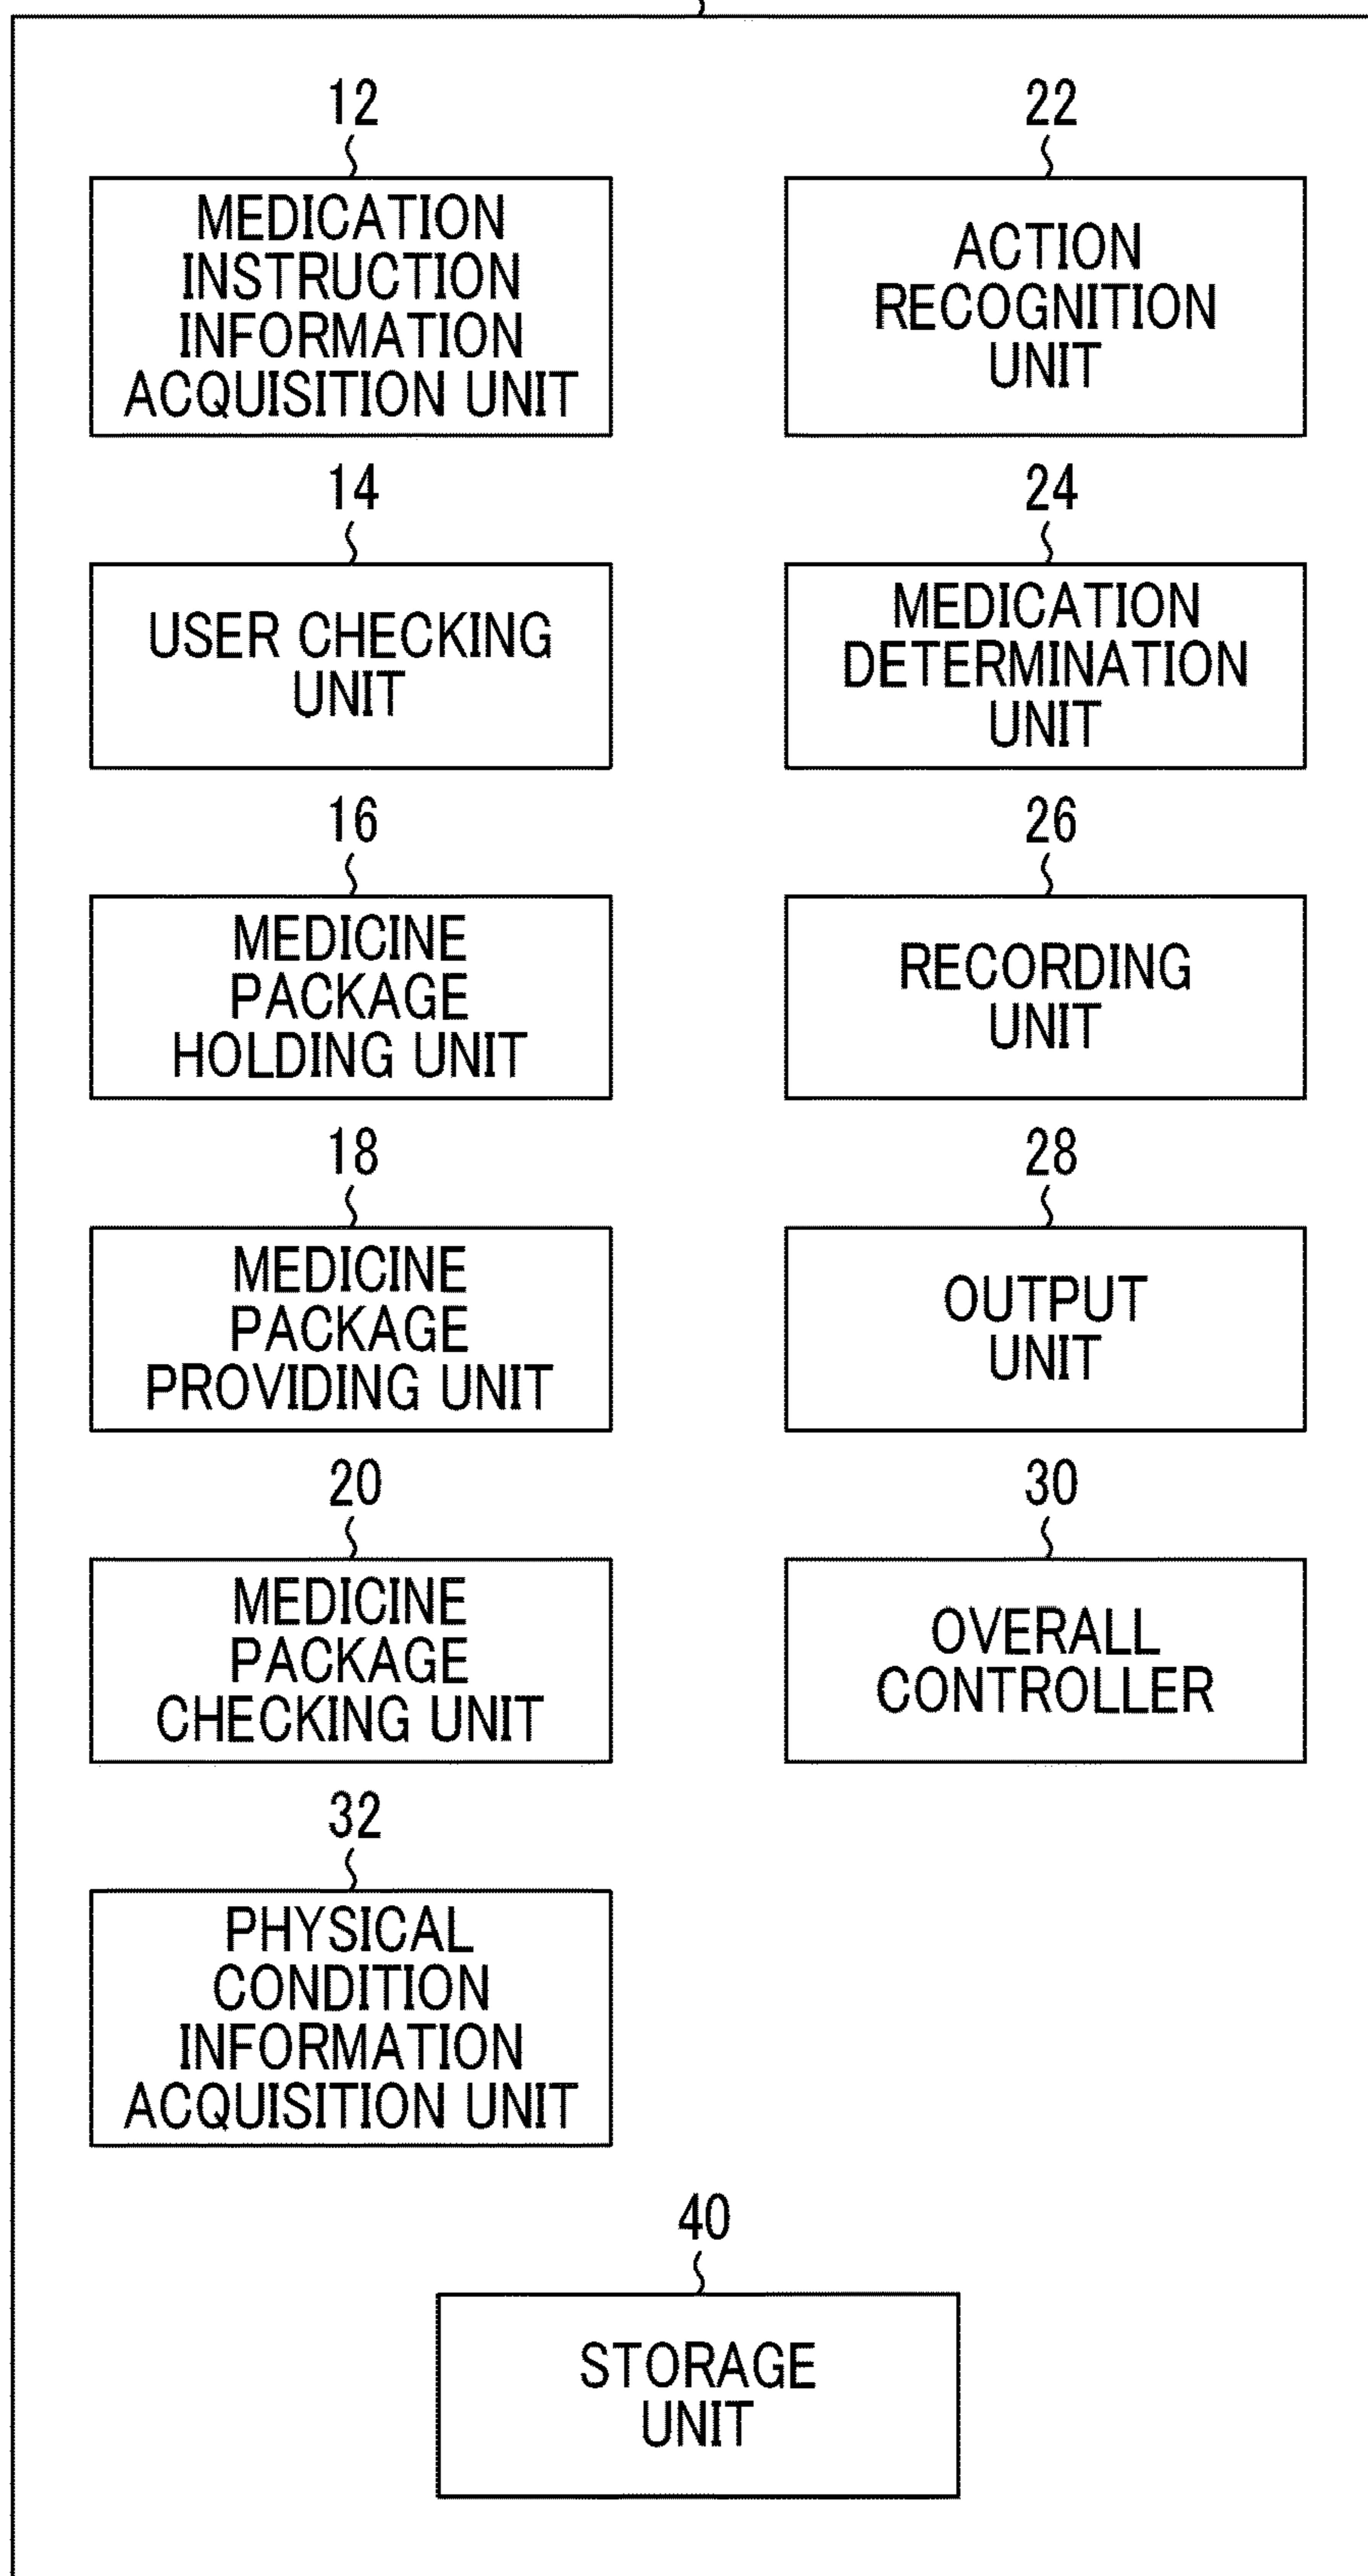 12
MEDICATION
INSTRUCTION
INFORMATION
ACQUISITION UNIT
14
USER CHECKING
UNIT
16
MEDICINE
PACKAGE
HOLDING UNIT
18
MEDICINE
PACKAGE
PROVIDING UNIT
20
MEDICINE
PACKAGE
CHECKING UNIT
32
PHYSICAL
CONDITION
INFORMATION
ACQUISITION UNIT
22
ACTION
RECOGNITION
UNIT
24
MEDICATION
DETERMINATION
UNIT
26
RECORDING
UNIT
28
OUTPUT
UNIT
30
OVERALL
CONTROLLER
40
STORAGE
UNIT